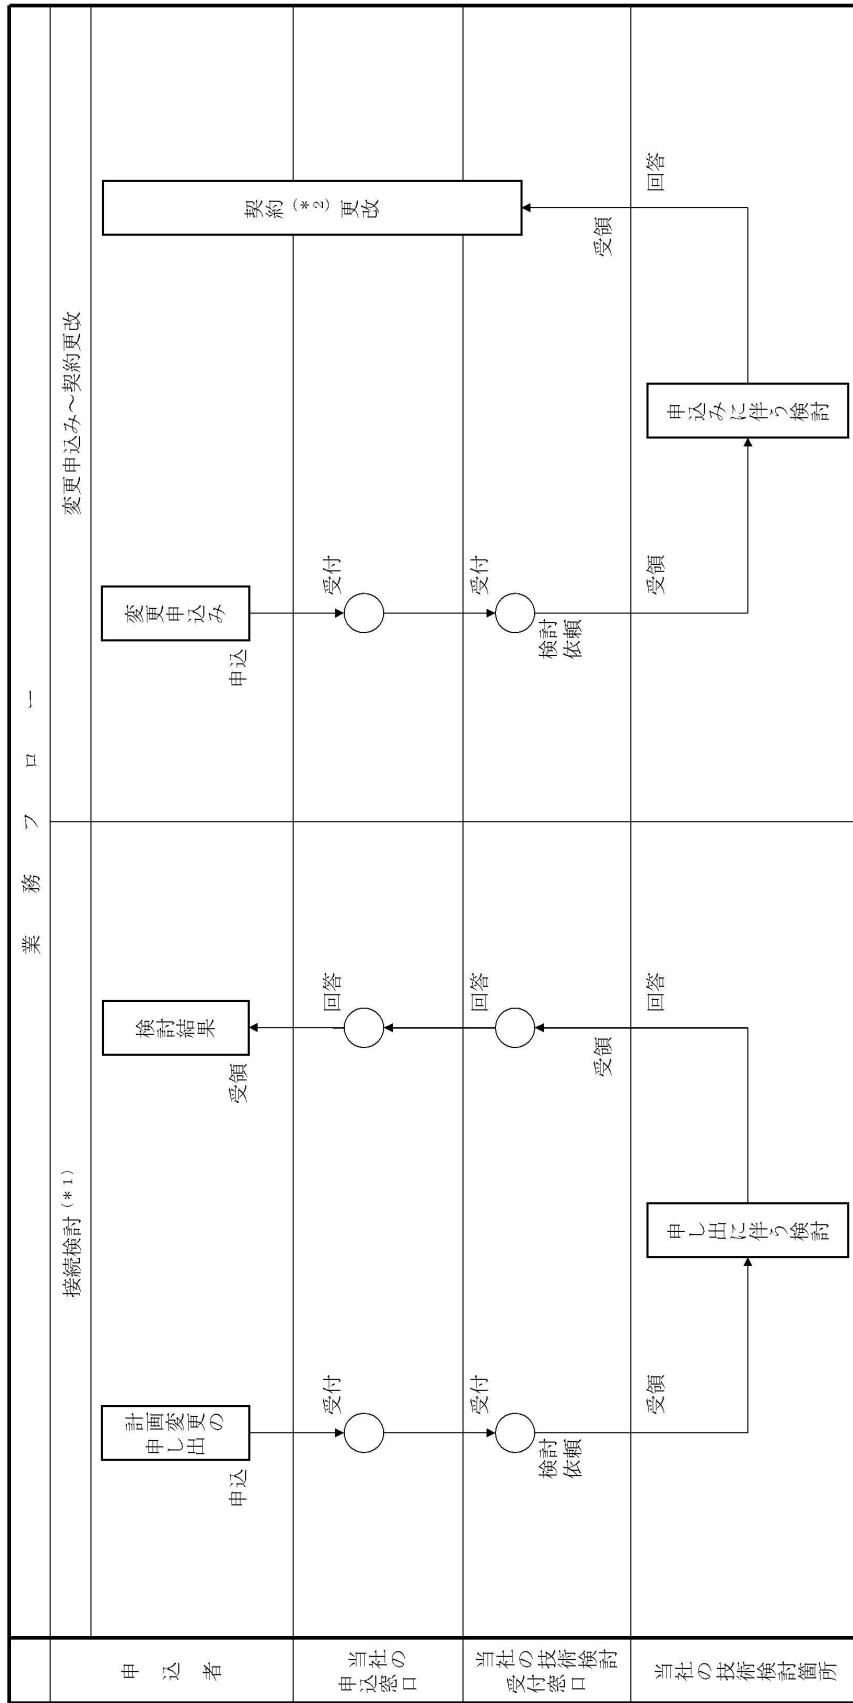 業務フロー
接続検討(*1)
変更申込み～契約更改
申込者
計画変更の
申し出
申込
検討結果
受領
変更申込み
申込
契約(*2)更改
当社の
申込窓口
受付
回答
受付
当社の技術検討
受付窓口
受付
検討
依頼
回答
受領
受付
検討
依頼
受領
当社の技術検討箇所
受領
申し出に伴う検討
回答
受領
申込みに伴う検討
回答